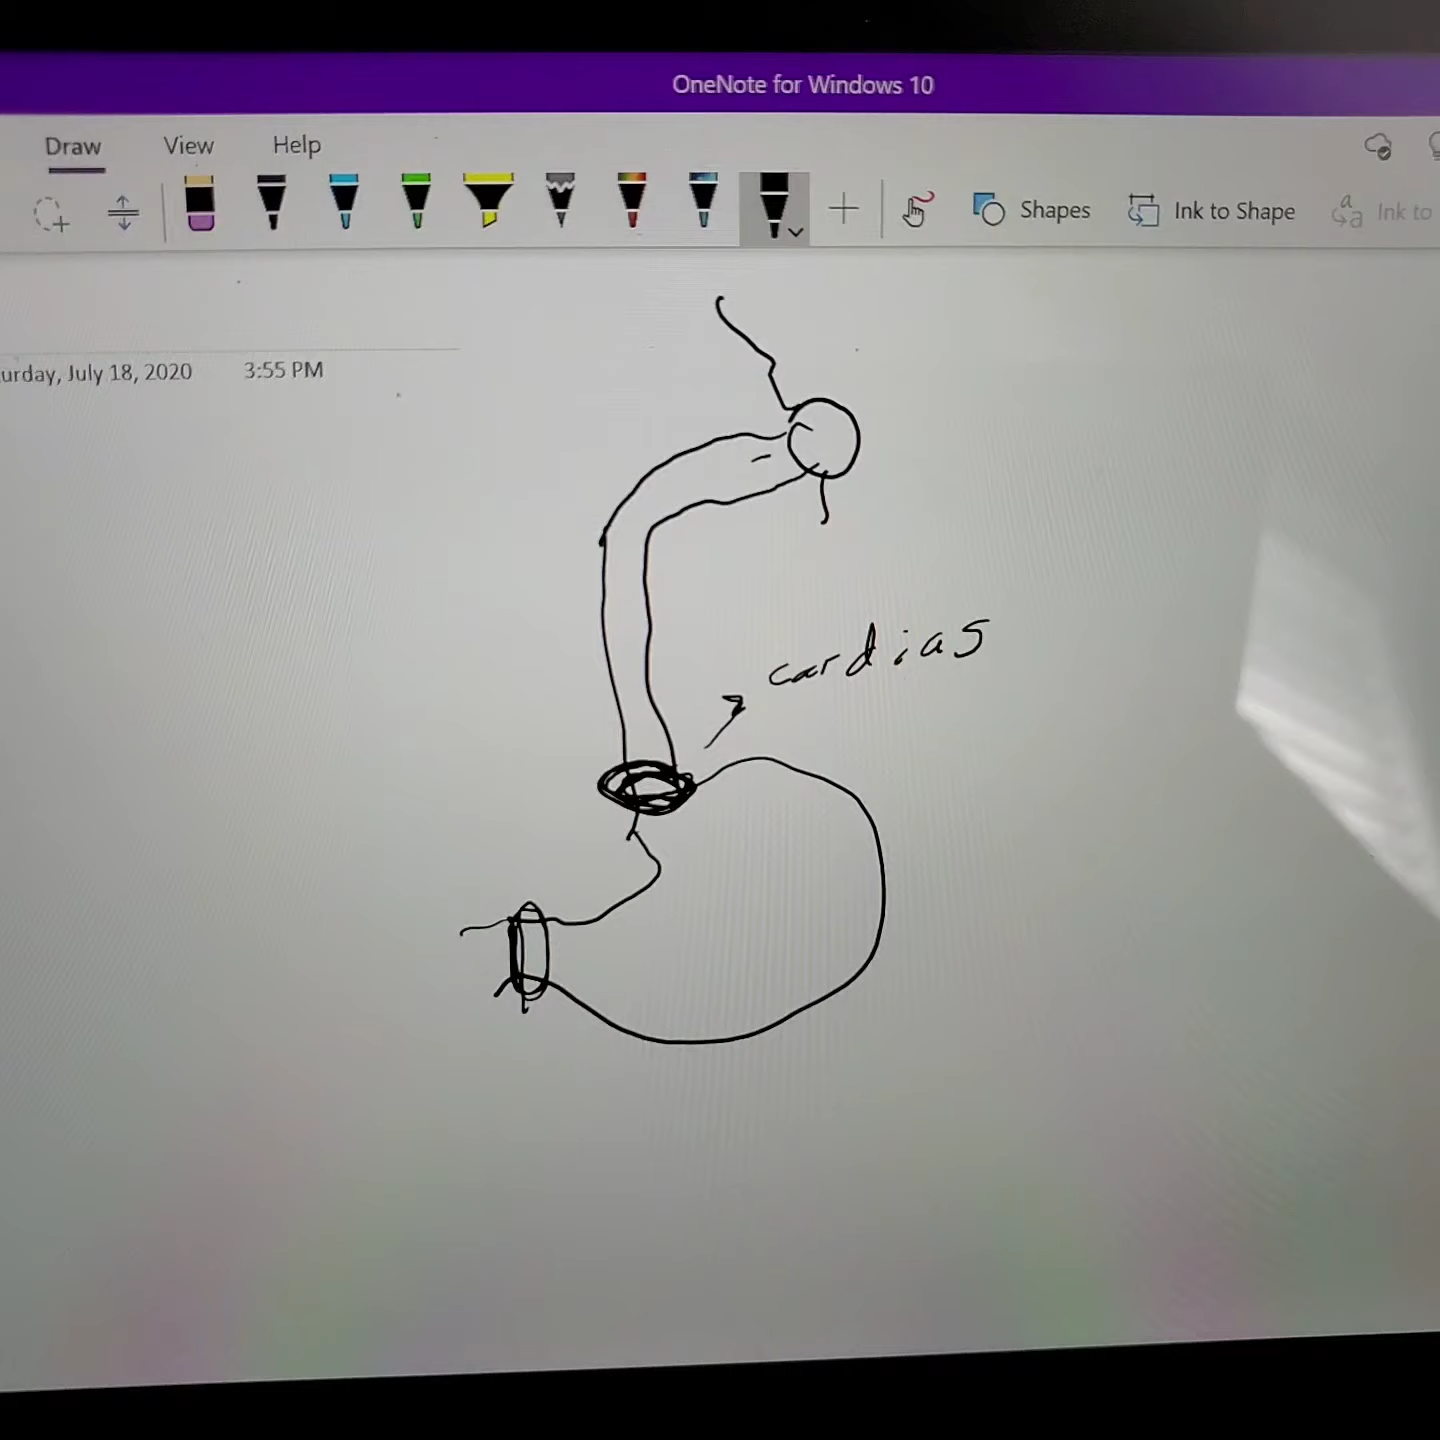 OneNote for Windows 10
Draw View Help
Shapes Ink to Shape Ink to
urday, July 18, 2020 3:55 PM
cardias